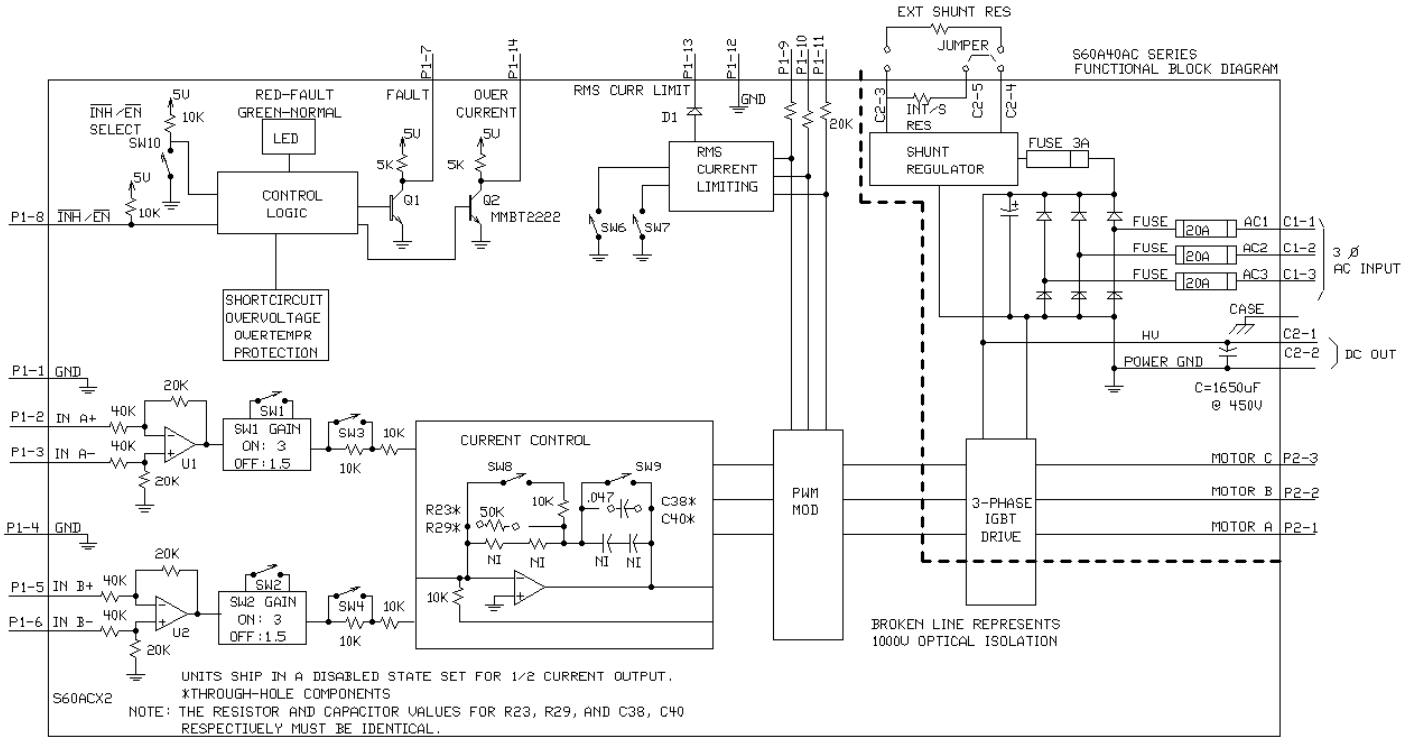 EXT SHUNT RES
JUMPER
S60A40AC SERIES
FUNCTIONAL BLOCK DIAGRAM
P1-7
P1-14
P1-13
P1-12
P1-9
P1-10
P1-11
C2-3
C2-5
C2-4
INT/S
RES
5V
10K
INH/EN
SELECT
SW10
5V
10K
P1-8 INH/EN
RED-FAULT
GREEN-NORMAL
LED
CONTROL
LOGIC
SHORTCIRCUIT
OVERVOLTAGE
OVERTEMPR
PROTECTION
FAULT
5V
5K
Q1
OVER
CURRENT
5V
5K
Q2
MMBT2222
RMS CURR LIMIT
D1
GND
20K
RMS
CURRENT
LIMITING
SW6
SW7
SHUNT
REGULATOR
FUSE 3A
+
FUSE 20A AC1 C1-1
FUSE 20A AC2 C1-2
FUSE 20A AC3 C1-3
3 Ø
AC INPUT
CASE
HV C2-1
C2-2
DC OUT
POWER GND
C=1650uF
@ 450V
P1-1 GND
20K
P1-2 IN A+ 40K
P1-3 IN A- 40K
-
+
U1
20K
SW1
SW1 GAIN
ON: 3
OFF:1.5
SW3
10K
10K
P1-4 GND
20K
P1-5 IN B+ 40K
P1-6 IN B- 40K
-
+
U2
20K
SW2
SW2 GAIN
ON: 3
OFF:1.5
SW4
10K
10K
CURRENT CONTROL
SW8
SW9
R23*
R29*
50K
10K
.047
C38*
C40*
NI
NI
NI
NI
10K
-
+
PWM
MOD
3-PHASE
IGBT
DRIVE
MOTOR C P2-3
MOTOR B P2-2
MOTOR A P2-1
BROKEN LINE REPRESENTS
1000V OPTICAL ISOLATION
S60ACX2
UNITS SHIP IN A DISABLED STATE SET FOR 1/2 CURRENT OUTPUT.
*THROUGH-HOLE COMPONENTS
NOTE: THE RESISTOR AND CAPACITOR VALUES FOR R23, R29, AND C38, C40
RESPECTIVELY MUST BE IDENTICAL.